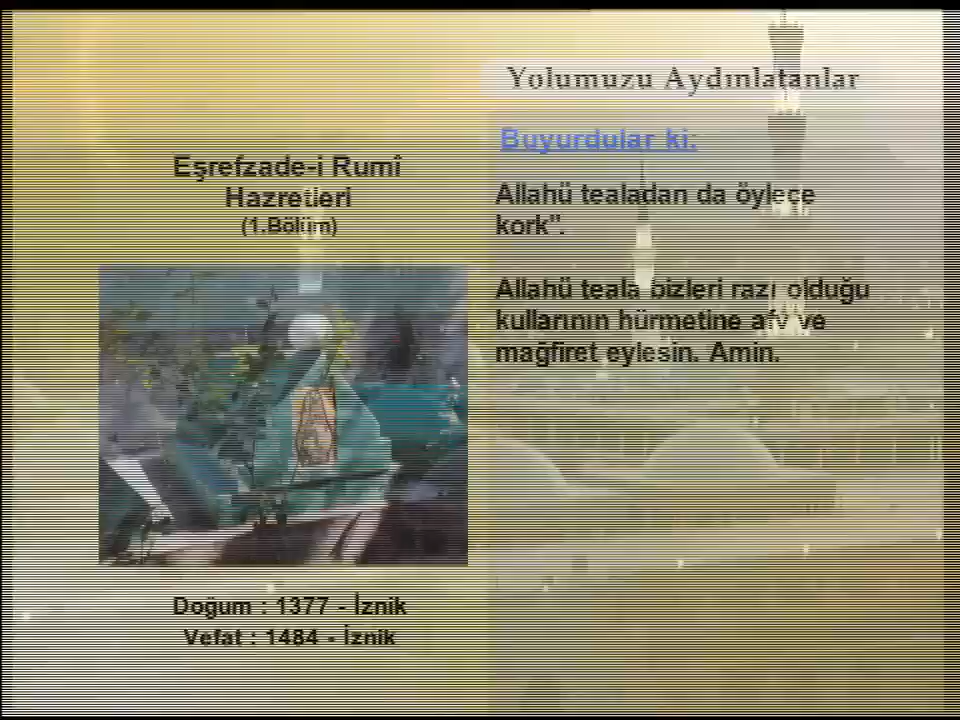 Yolumuzu Aydınlatanlar
Buyurdular ki:
Eşrefzade-i Rumî
Hazretleri
(1.Bölüm)
Allahü tealadan da öylece
kork".
Allahü teala bizleri razı olduğu
kullarının hürmetine afv ve
mağfiret eylesin. Amin.
Doğum : 1377 - İznik
Vefat : 1484 - İznik